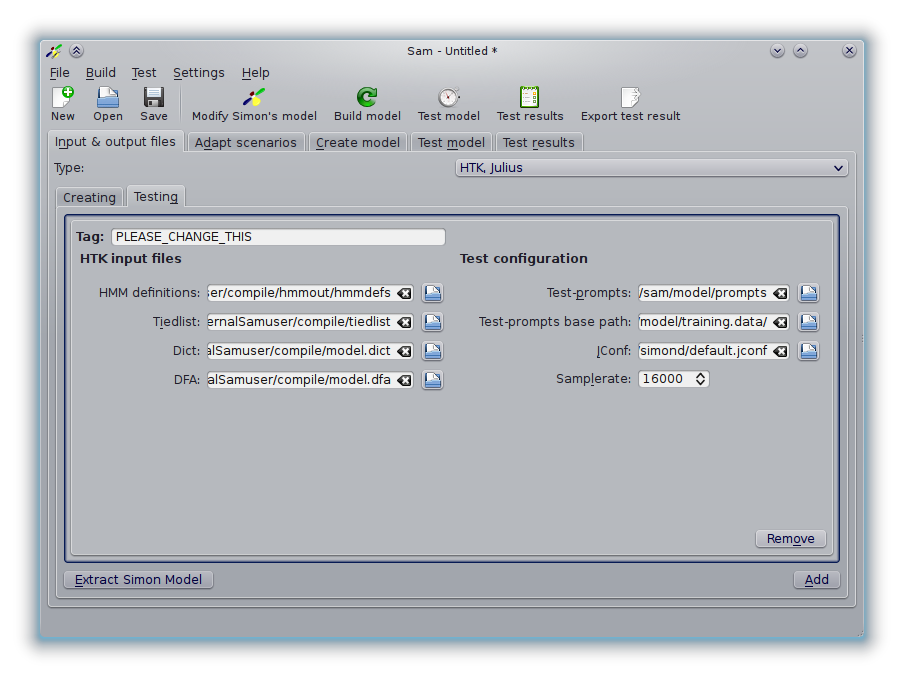 Sam - Untitled *
File Build Test Settings Help
New Open Save Modify Simon's model Build model Test model Test results Export test result
Input & output files Adapt scenarios Create model Test model Test results
Type: HTK, Julius
Creating Testing
Tag: PLEASE_CHANGE_THIS
HTK input files Test configuration
HMM definitions: ser/compile/hmmout/hmmdefs Test-prompts: /sam/model/prompts
Tiedlist: ernalSamuser/compile/tiedlist Test-prompts base path: model/training.data/
Dict: alSamuser/compile/model.dict JConf: simond/default.jconf
DFA: alSamuser/compile/model.dfa Samplerate: 16000
Remove
Extract Simon Model Add